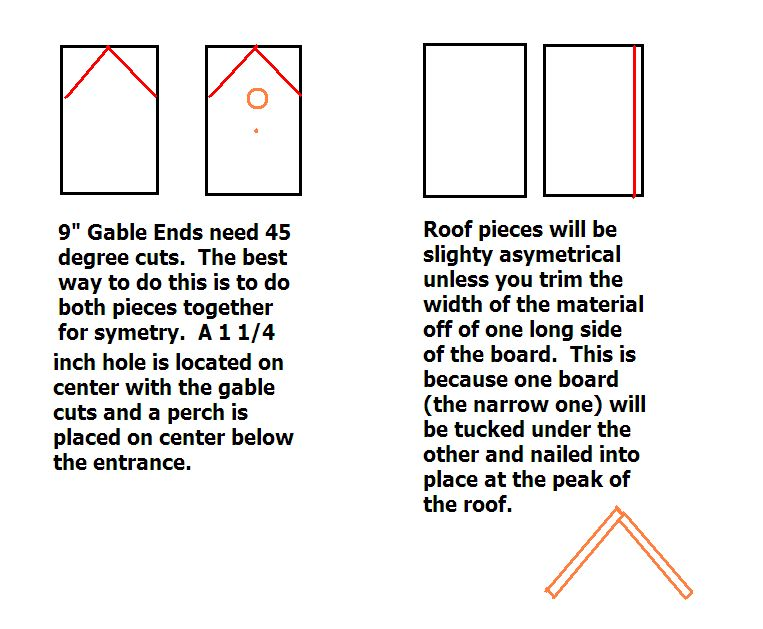 9" Gable Ends need 45
degree cuts. The best
way to do this is to do
both pieces together
for symetry. A 1 1/4
inch hole is located on
center with the gable
cuts and a perch is
placed on center below
the entrance.
Roof pieces will be
slighty asymetrical
unless you trim the
width of the material
off of one long side
of the board. This is
because one board
(the narrow one) will
be tucked under the
other and nailed into
place at the peak of
the roof.